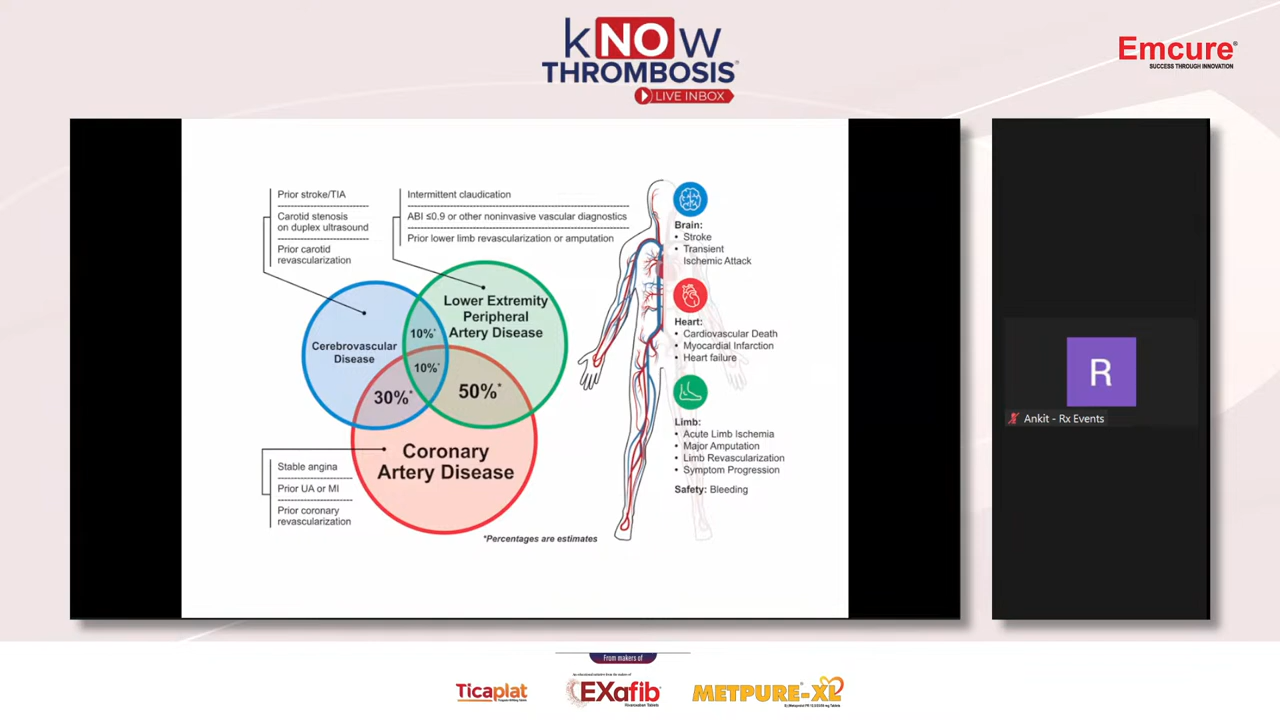 kNOw
THROMBOSIS
LIVE INBOX
Emcure®
SUCCESS THROUGH INNOVATION
Prior stroke/TIA
Carotid stenosis
on duplex ultrasound
Prior carotid
revascularization
Intermittent claudication
ABI ≤0.9 or other noninvasive vascular diagnostics
Prior lower limb revascularization or amputation
Lower Extremity
Peripheral
Artery Disease
Cerebrovascular
Disease
10%*
10%*
30%*
50%*
Coronary
Artery Disease
Stable angina
Prior UA or MI
Prior coronary
revascularization
*Percentages are estimates
Brain:
• Stroke
• Transient
Ischemic Attack
Heart:
• Cardiovascular Death
• Myocardial Infarction
• Heart failure
Limb:
• Acute Limb Ischemia
• Major Amputation
• Limb Revascularization
• Symptom Progression
Safety: Bleeding
R
Ankit - Rx Events
From makers of
Ticaplat
EXafib
Rivaroxaban Tablets
METPURE-XL